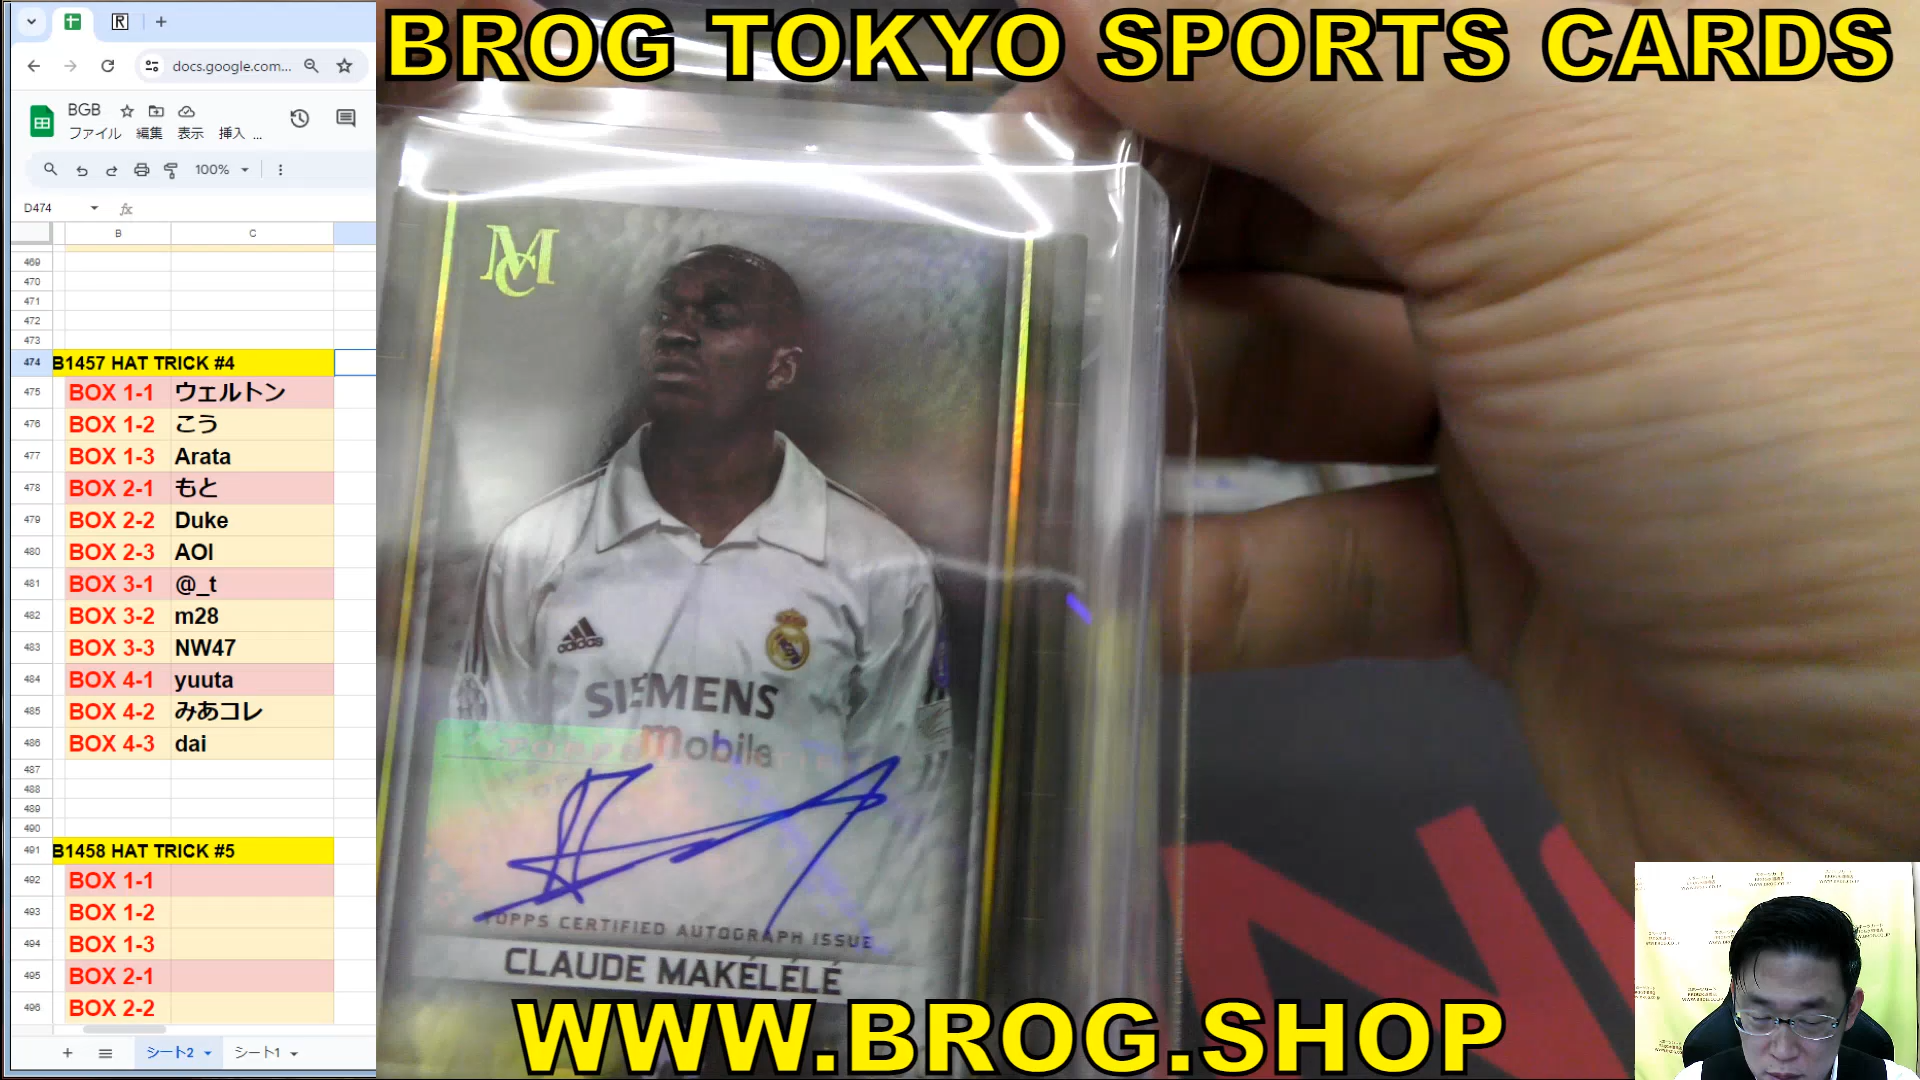 BROG TOKYO SPORTS CARDS
docs.google.com...
BGB
ファイル 編集 表示 挿入 ...
100%
D474
fx
B C
469
470
471
472
473
474 B1457 HAT TRICK #4
475 BOX 1-1 ウェルトン
476 BOX 1-2 こう
477 BOX 1-3 Arata
478 BOX 2-1 もと
479 BOX 2-2 Duke
480 BOX 2-3 AOI
481 BOX 3-1 @_t
482 BOX 3-2 m28
483 BOX 3-3 NW47
484 BOX 4-1 yuuta
485 BOX 4-2 みあコレ
486 BOX 4-3 dai
487
488
489
490
491 B1458 HAT TRICK #5
492 BOX 1-1
493 BOX 1-2
494 BOX 1-3
495 BOX 2-1
496 BOX 2-2
シート2 シート1
MC
adidas
SIEMENS
mobile
TOPPS CERTIFIED AUTOGRAPH ISSUE
CLAUDE MAKÉLÉLÉ
WWW.BROG.SHOP